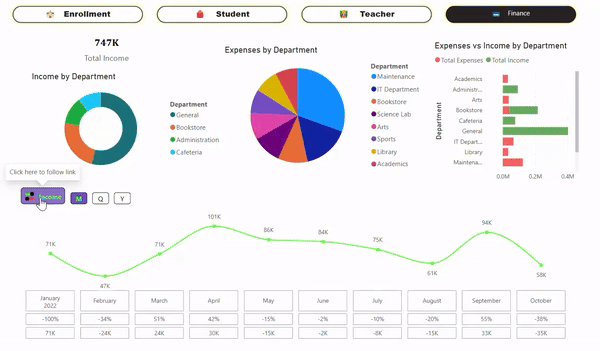 Enrollment
Student
Teacher
Finance
747K
Total Income
Income by Department
Department
General
Bookstore
Administration
Cafeteria
Expenses by Department
Department
Maintenance
IT Department
Bookstore
Science Lab
Arts
Sports
Library
Academics
Expenses vs Income by Department
Total Expenses Total Income
Department
Academics
Administr...
Arts
Bookstore
Cafeteria
General
IT Depart...
Library
Maintena...
0.0M 0.2M 0.4M
Click here to follow link
Income M Q Y
71K 47K 71K 101K 86K 84K 75K 61K 94K 58K
January 2022 February March April May June July August September October
-100% -34% 51% 42% -15% -2% -10% -20% 55% -38%
71K -24K 24K 30K -15K -2K -8K -15K 33K -35K